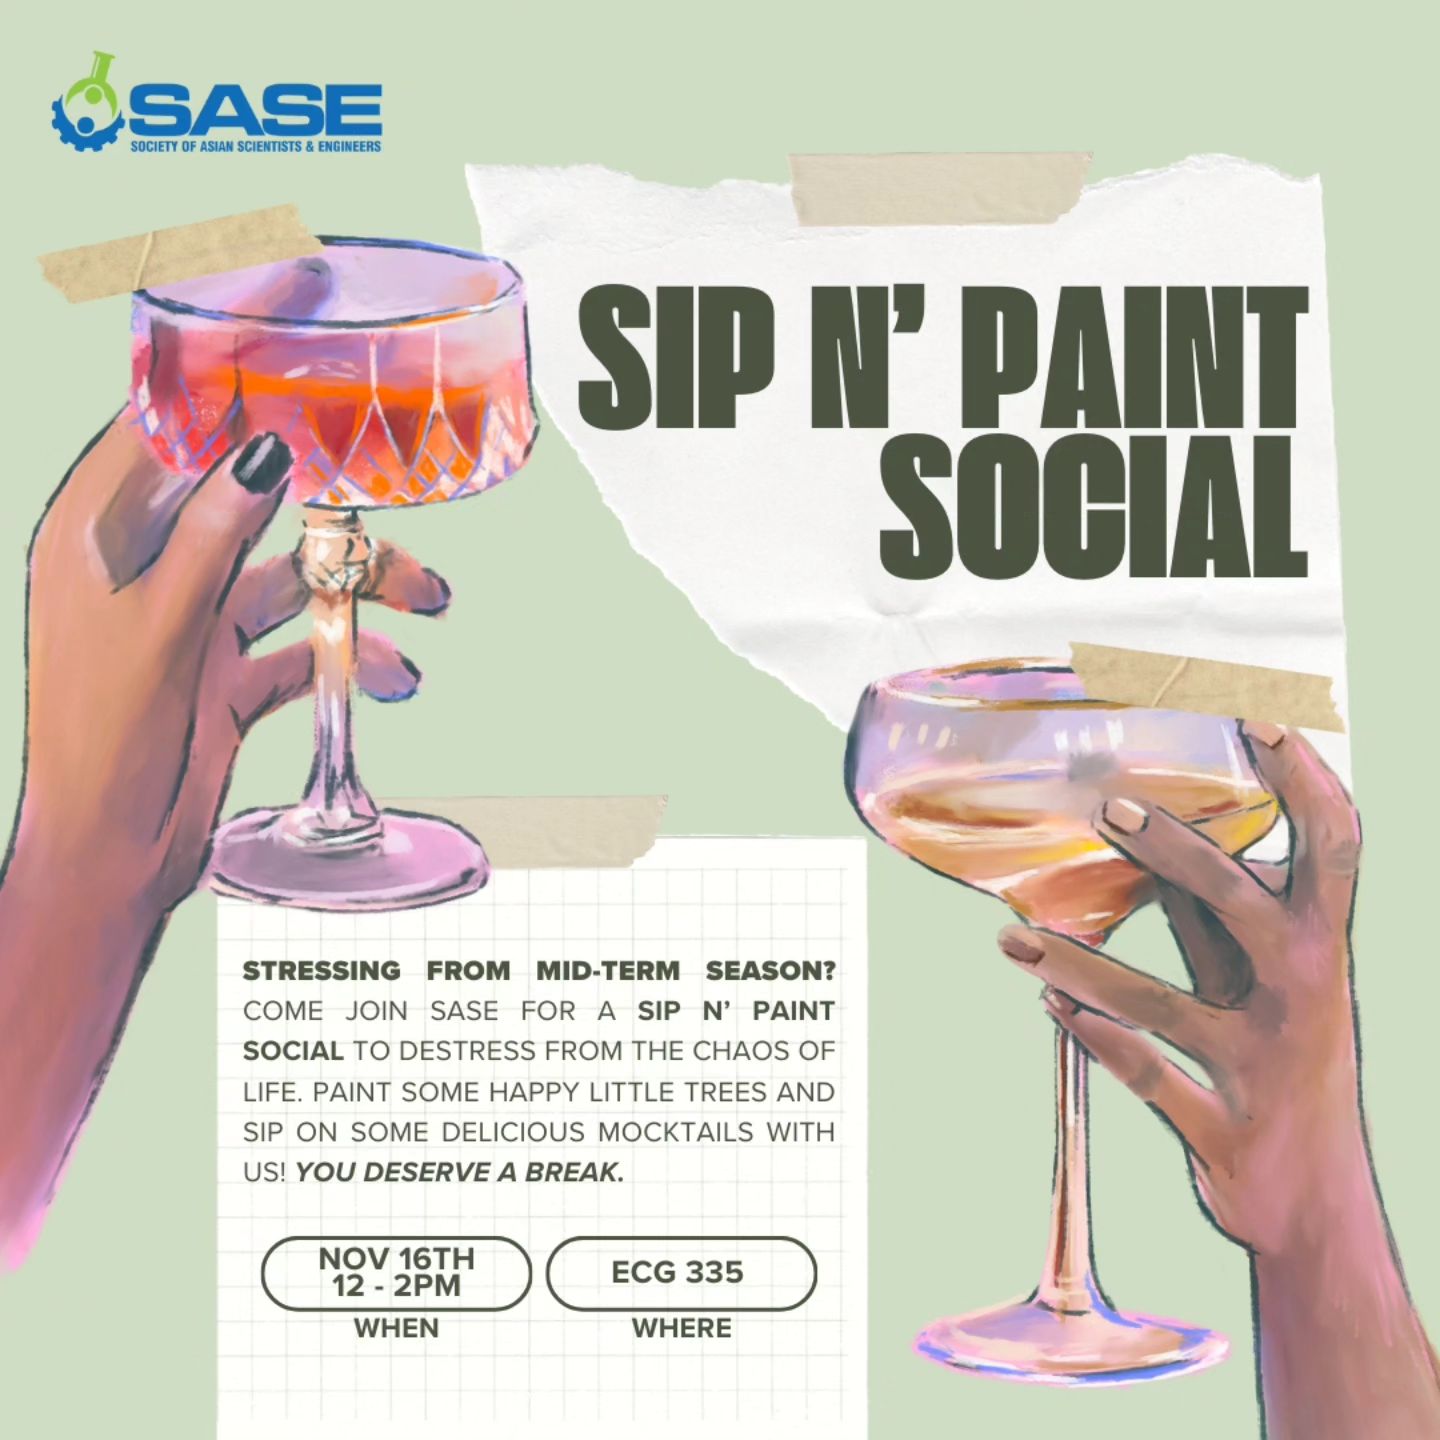 SASE
SOCIETY OF ASIAN SCIENTISTS & ENGINEERS
SIP N’ PAINT
SOCIAL
STRESSING FROM MID-TERM SEASON?
COME JOIN SASE FOR A SIP N’ PAINT
SOCIAL TO DESTRESS FROM THE CHAOS OF
LIFE. PAINT SOME HAPPY LITTLE TREES AND
SIP ON SOME DELICIOUS MOCKTAILS WITH
US! YOU DESERVE A BREAK.
NOV 16TH
12 - 2PM
WHEN
ECG 335
WHERE